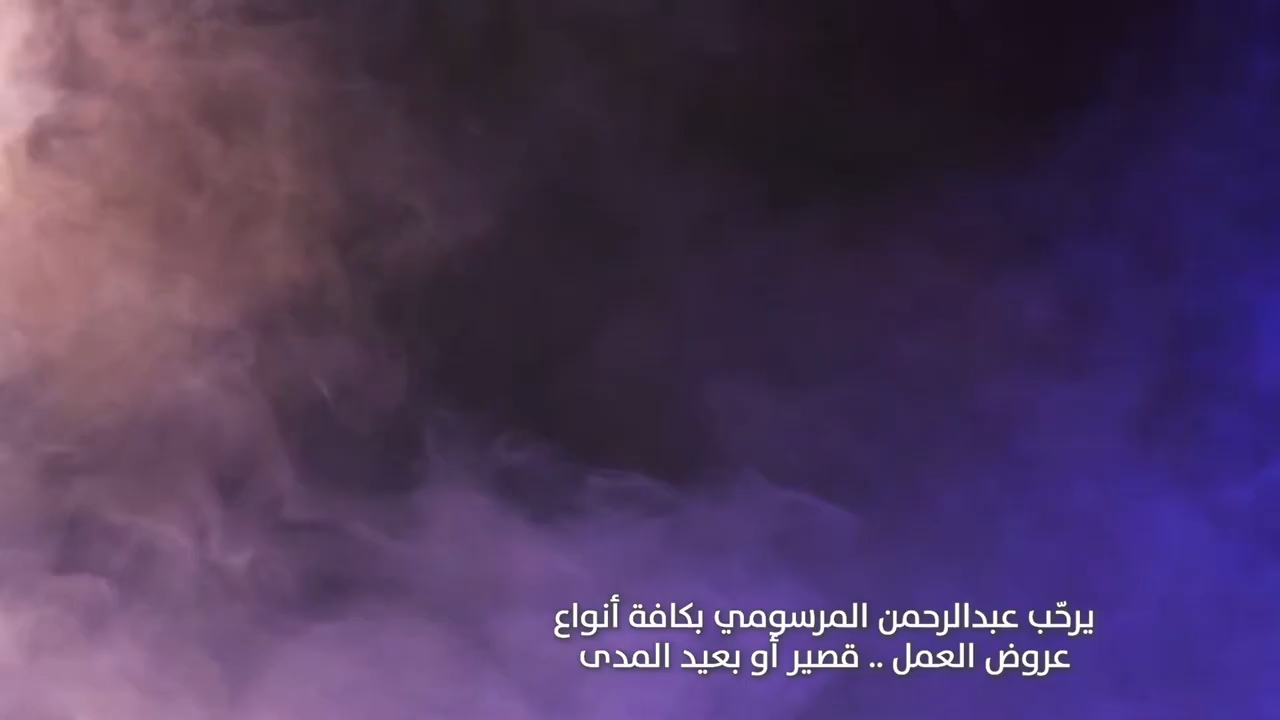 يرحّب عبدالرحمن المرسومي بكافة أنواع
عروض العمل .. قصير أو بعيد المدى